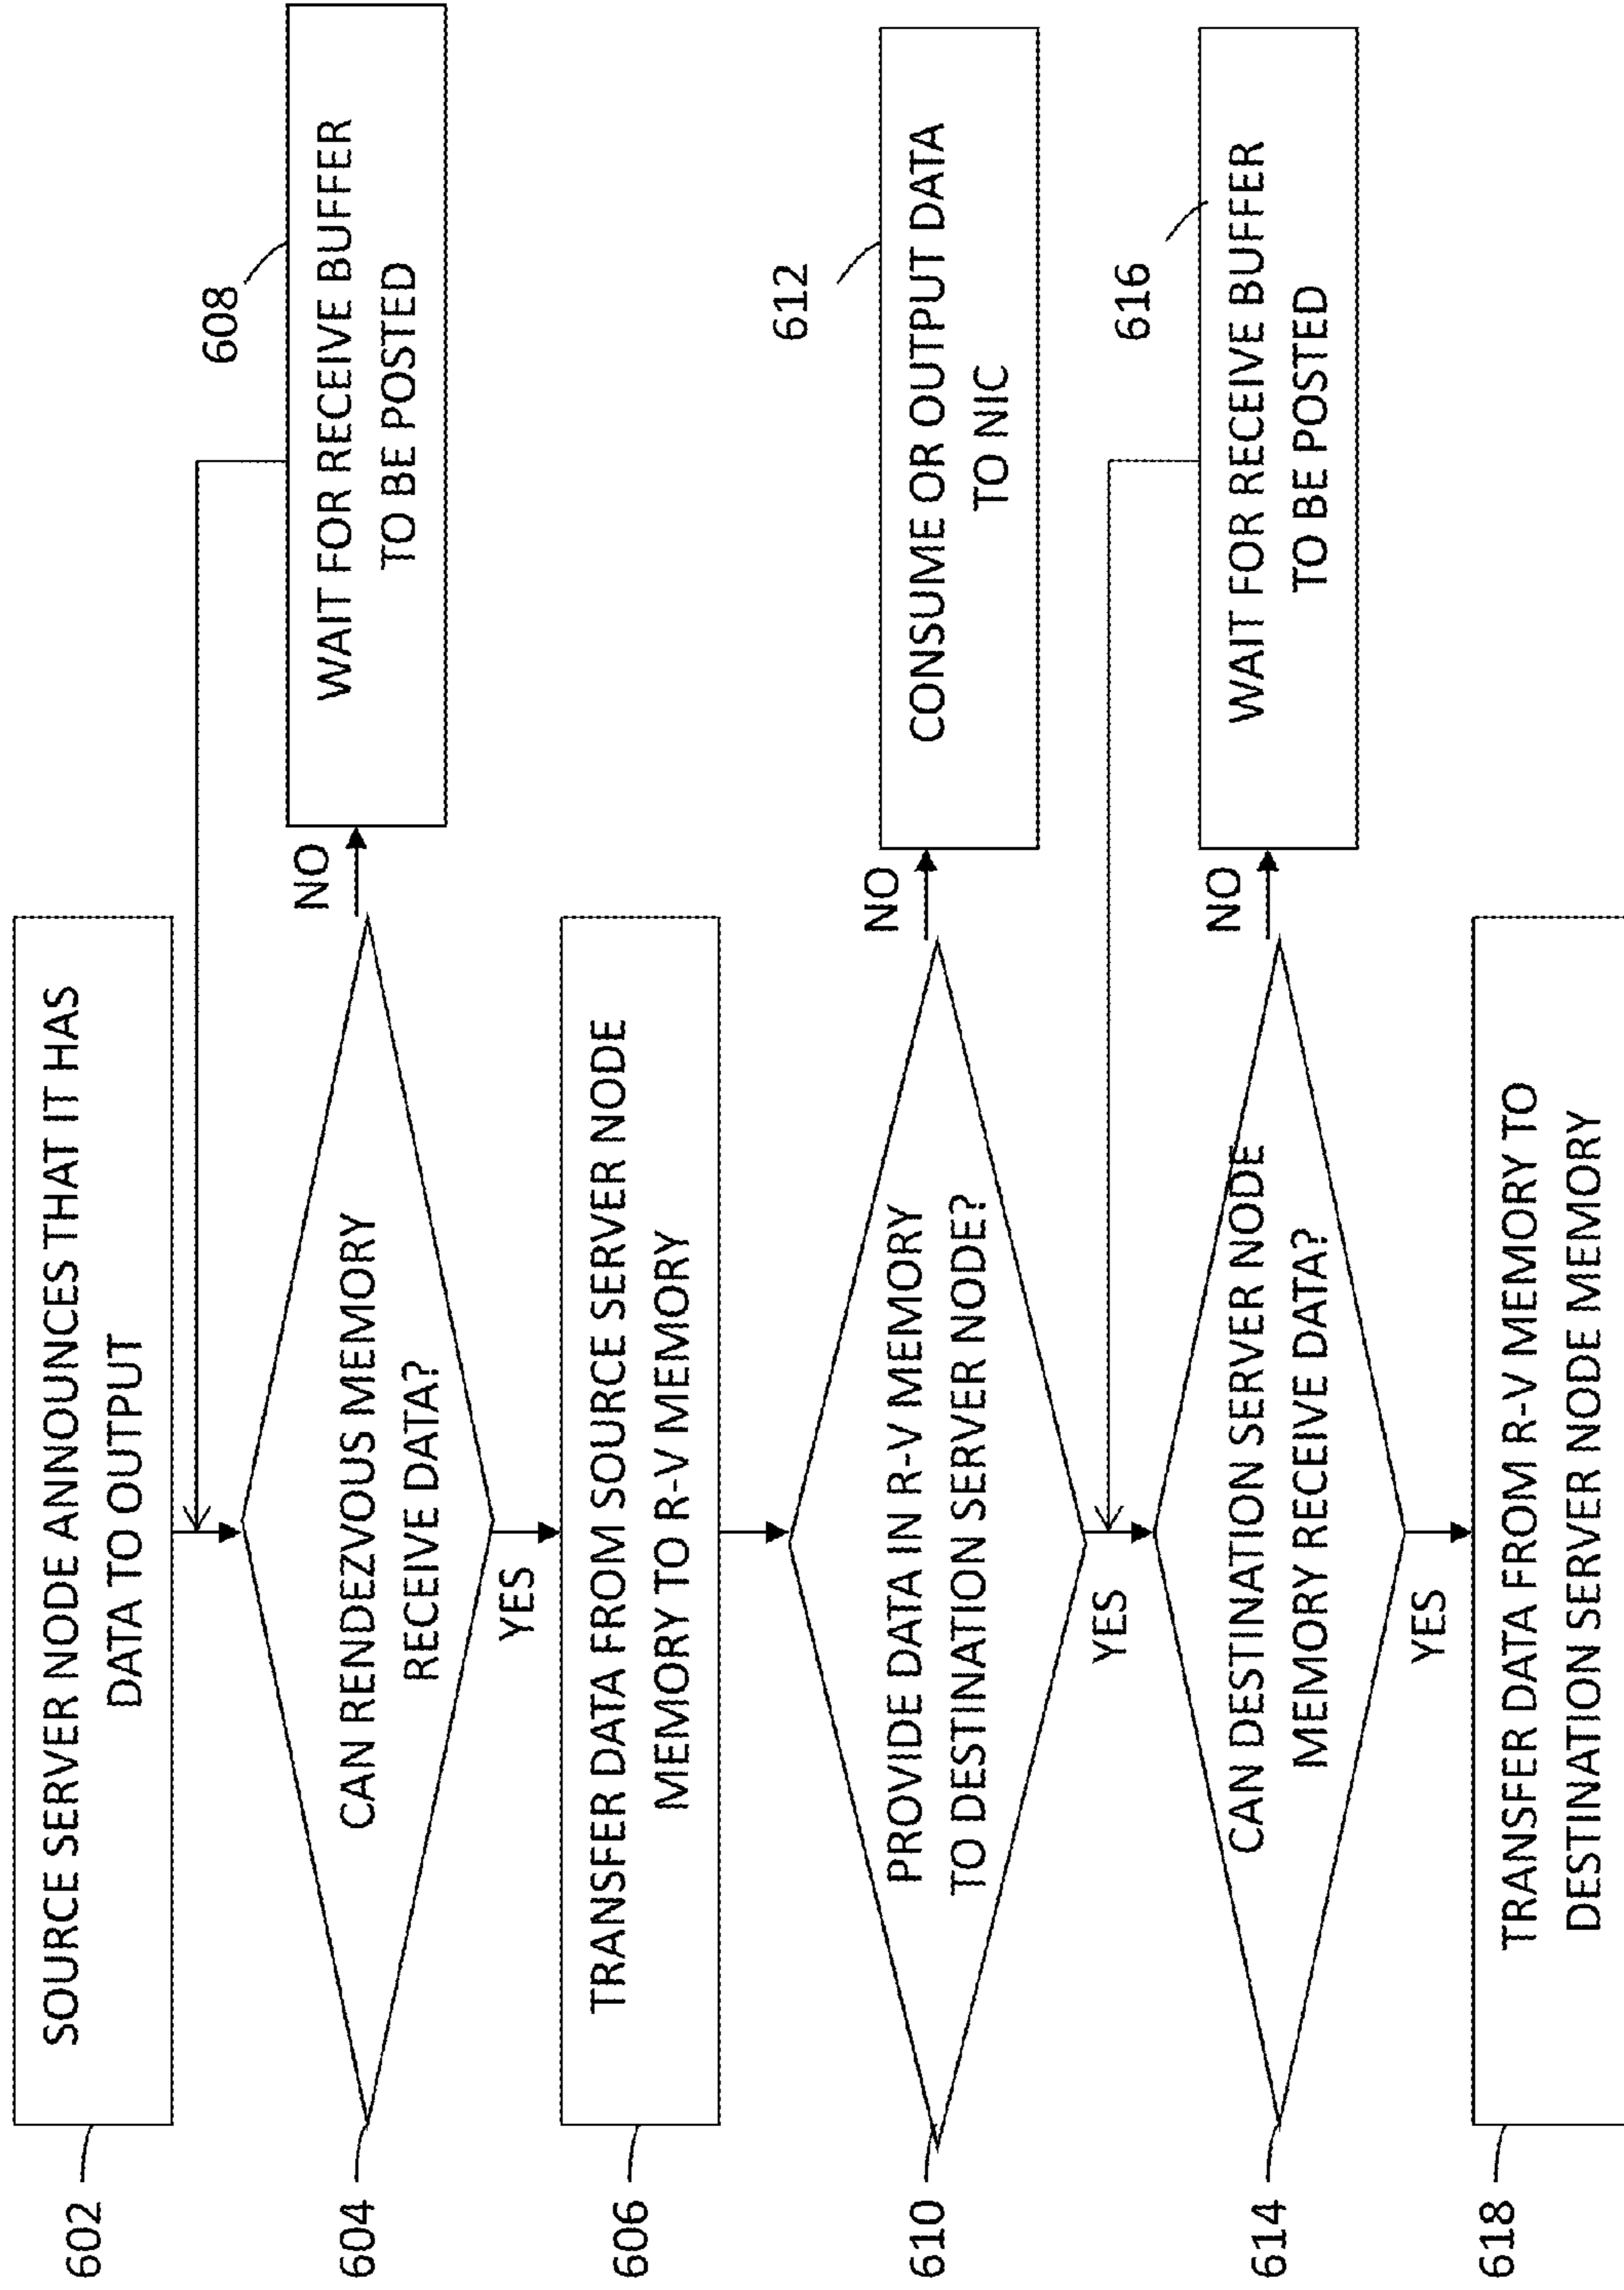 602
SOURCE SERVER NODE ANNOUNCES THAT IT HAS
DATA TO OUTPUT
604
CAN RENDEZVOUS MEMORY
RECEIVE DATA?
NO
608
WAIT FOR RECEIVE BUFFER
TO BE POSTED
YES
606
TRANSFER DATA FROM SOURCE SERVER NODE
MEMORY TO R-V MEMORY
610
PROVIDE DATA IN R-V MEMORY
TO DESTINATION SERVER NODE?
NO
612
CONSUME OR OUTPUT DATA
TO NIC
YES
614
CAN DESTINATION SERVER NODE
MEMORY RECEIVE DATA?
NO
616
WAIT FOR RECEIVE BUFFER
TO BE POSTED
YES
618
TRANSFER DATA FROM R-V MEMORY TO
DESTINATION SERVER NODE MEMORY